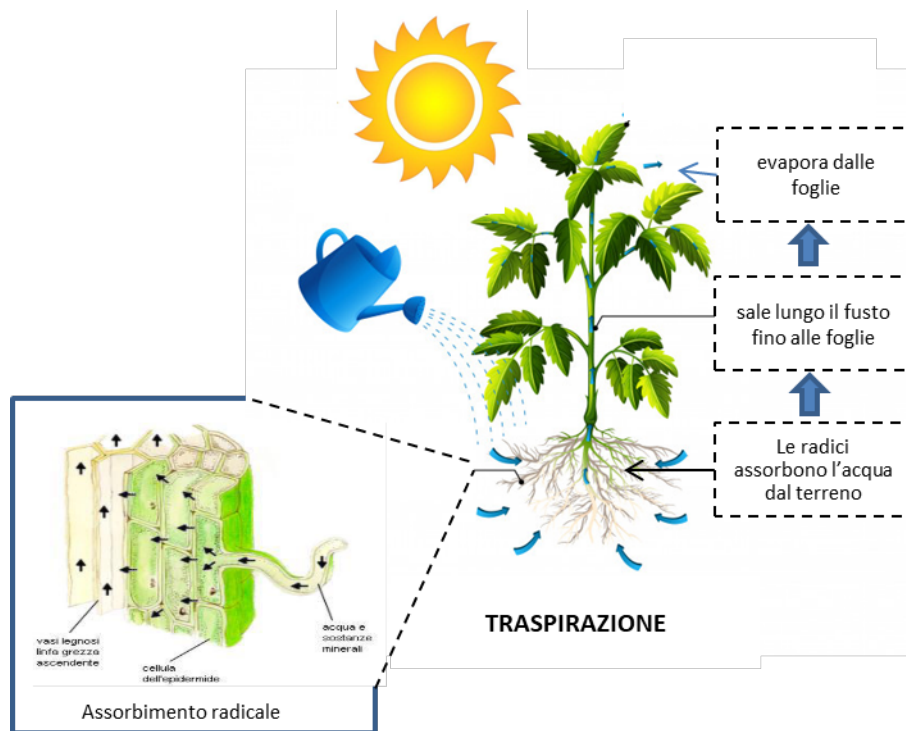 evapora dalle
foglie
sale lungo il fusto
fino alle foglie
Le radici
assorbono l'acqua
dal terreno
TRASPIRAZIONE
vasi legnosi
linfa grezza
ascendente
cellula
dell'epidermide
acqua e
sostanze
minerali
Assorbimento radicale